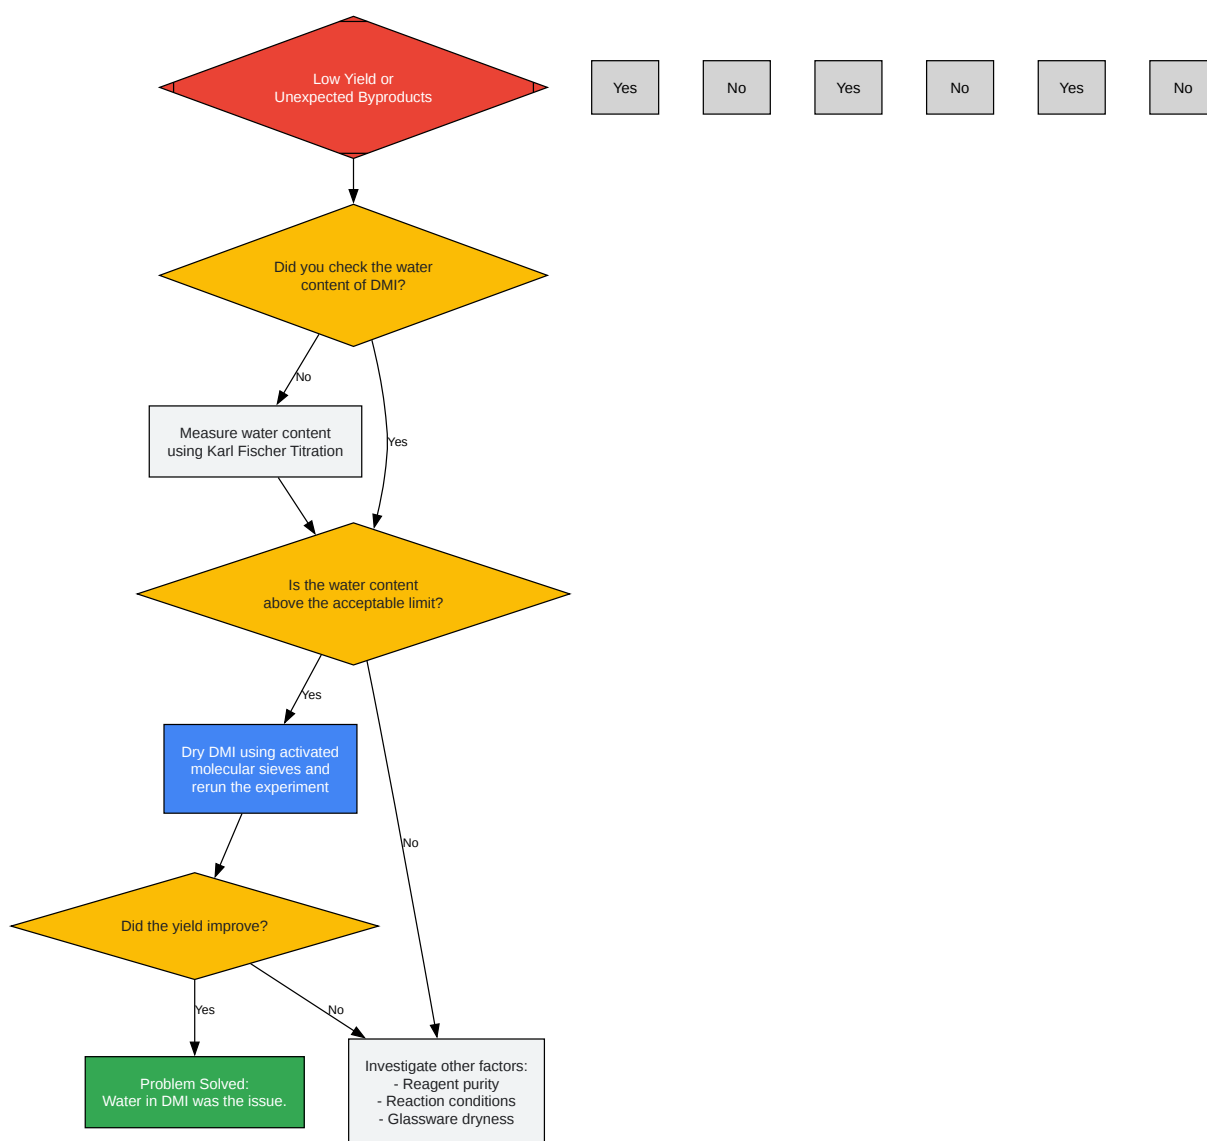 Low Yield or
Unexpected Byproducts
Yes
No
Yes
No
Yes
No
Did you check the water
content of DMI?
No
Measure water content
using Karl Fischer Titration
Yes
Is the water content
above the acceptable limit?
Yes
Dry DMI using activated
molecular sieves and
rerun the experiment
No
Did the yield improve?
Yes
No
Problem Solved:
Water in DMI was the issue.
Investigate other factors:
- Reagent purity
- Reaction conditions
- Glassware dryness